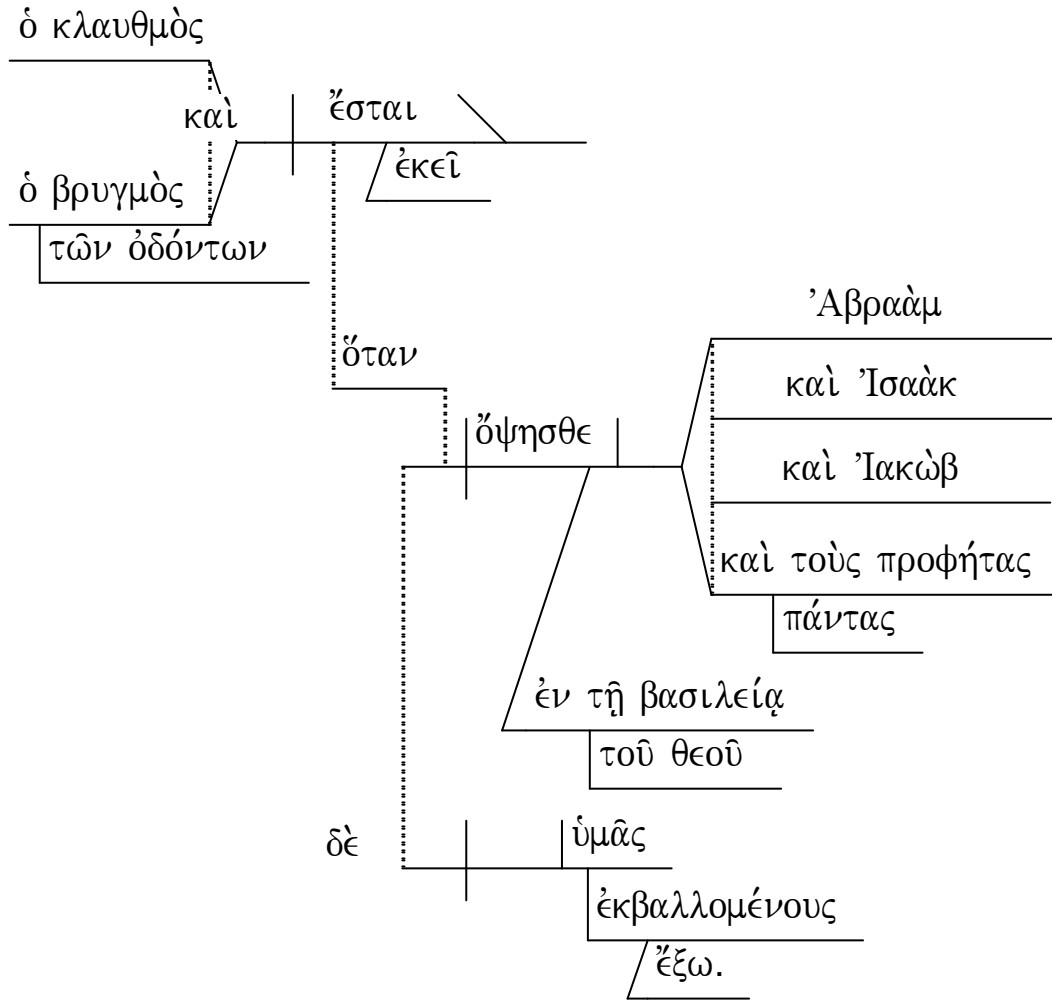 ὁ κλαυθμὸς
καὶ
ἔσται
ἐκεῖ
ὁ βρυγμὸς
τῶν ὀδόντων
ὅταν
ὄψησθε
Ἀβραὰμ
καὶ Ἰσαὰκ
καὶ Ἰακὼβ
καὶ τοὺς προφήτας
πάντας
ἐν τῇ βασιλείᾳ
τοῦ θεοῦ
δὲ
ὑμᾶς
ἐκβαλλομένους
ἔξω.